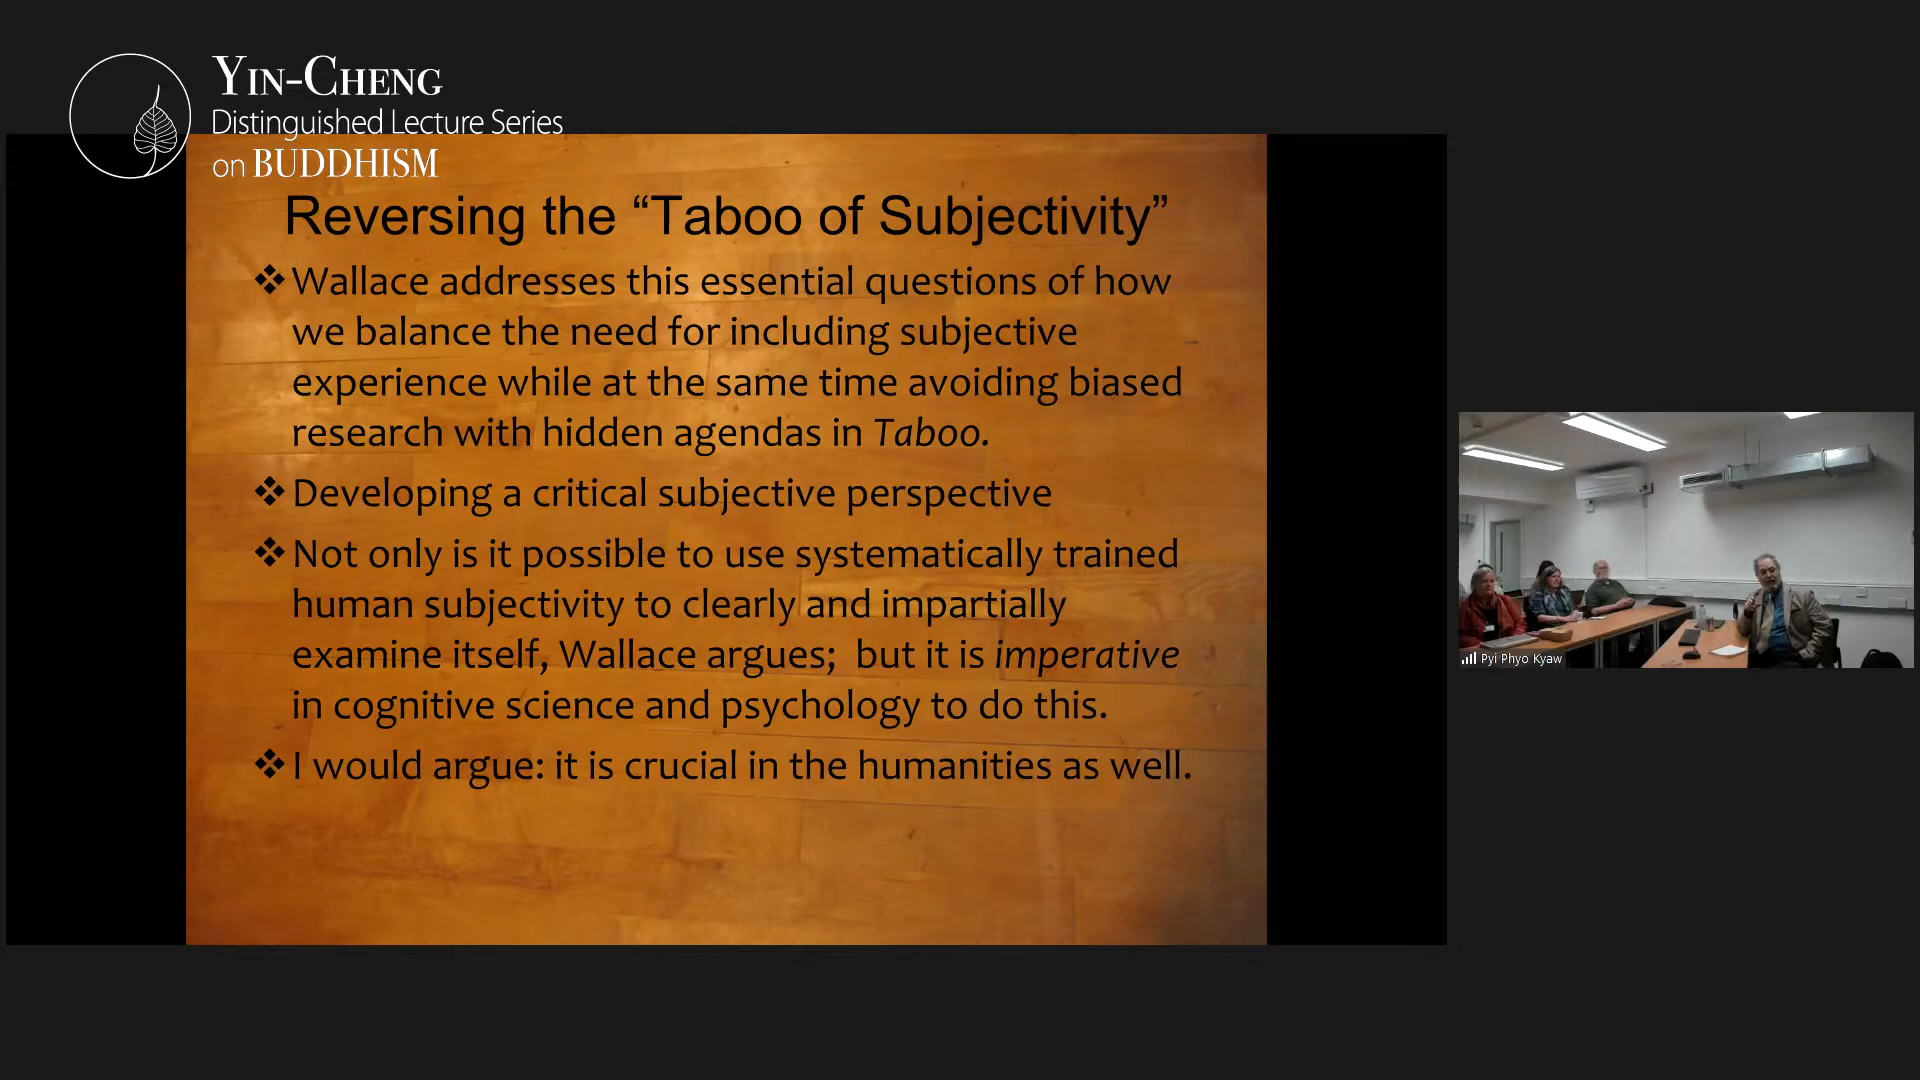 YIN-CHENG
Distinguished Lecture Series
on BUDDHISM
Reversing the “Taboo of Subjectivity”
❖Wallace addresses this essential questions of how
we balance the need for including subjective
experience while at the same time avoiding biased
research with hidden agendas in Taboo.
❖Developing a critical subjective perspective
❖Not only is it possible to use systematically trained
human subjectivity to clearly and impartially
examine itself, Wallace argues;  but it is imperative
in cognitive science and psychology to do this.
❖I would argue: it is crucial in the humanities as well.
Pyi Phyo Kyaw